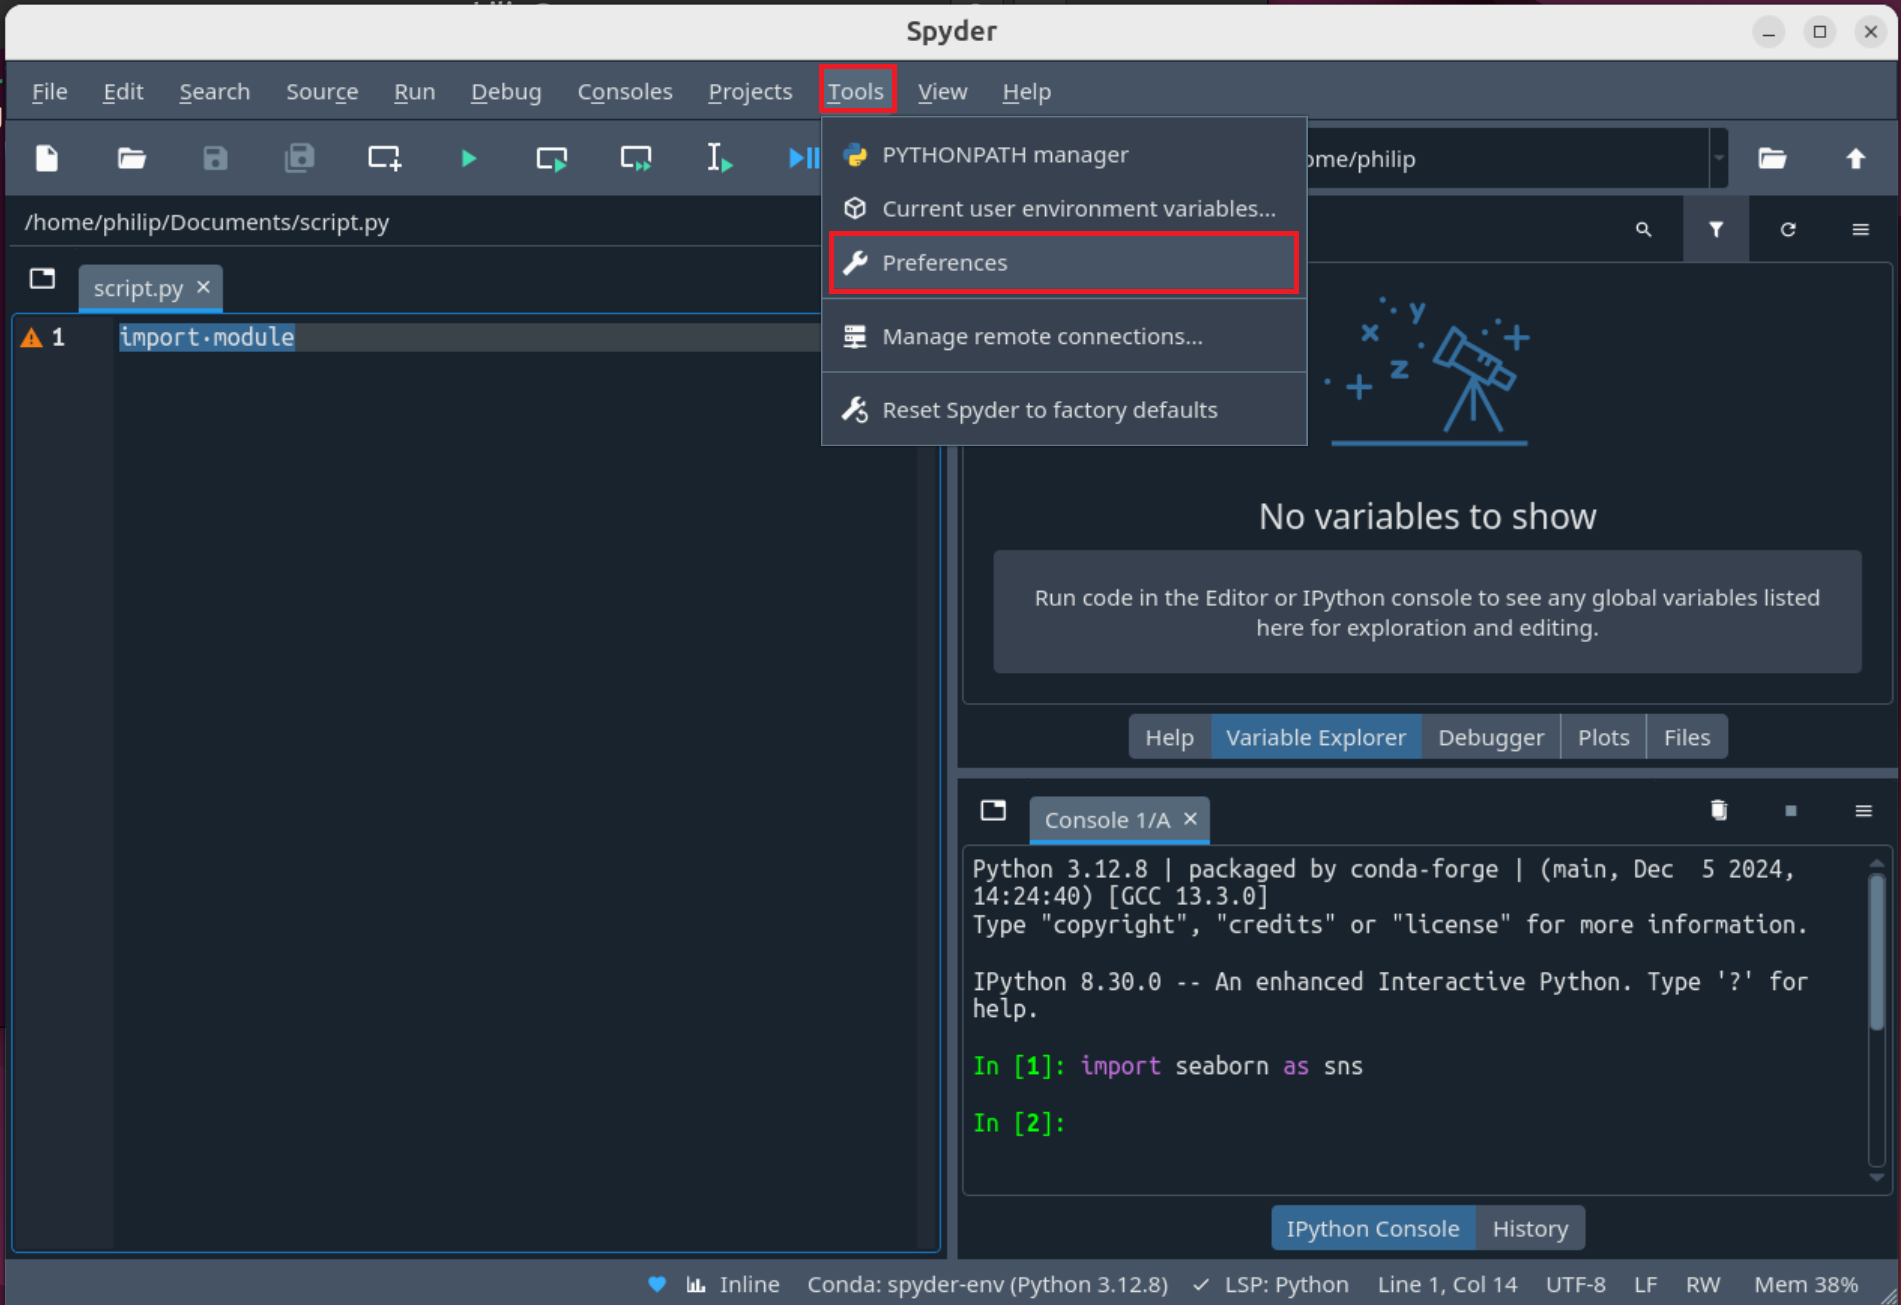 Spyder
File Edit Search Source Run Debug Consoles Projects Tools View Help
PYTHONPATH manager
Current user environment variables...
Preferences
Manage remote connections...
Reset Spyder to factory defaults
ome/philip
/home/philip/Documents/script.py
script.py
1 import·module
x y z
No variables to show
Run code in the Editor or IPython console to see any global variables listed
here for exploration and editing.
Help Variable Explorer Debugger Plots Files
Console 1/A
Python 3.12.8 | packaged by conda-forge | (main, Dec  5 2024,
14:24:40) [GCC 13.3.0]
Type "copyright", "credits" or "license" for more information.
IPython 8.30.0 -- An enhanced Interactive Python. Type '?' for
help.
In [1]: import seaborn as sns
In [2]:
IPython Console History
Inline Conda: spyder-env (Python 3.12.8) LSP: Python Line 1, Col 14 UTF-8 LF RW Mem 38%